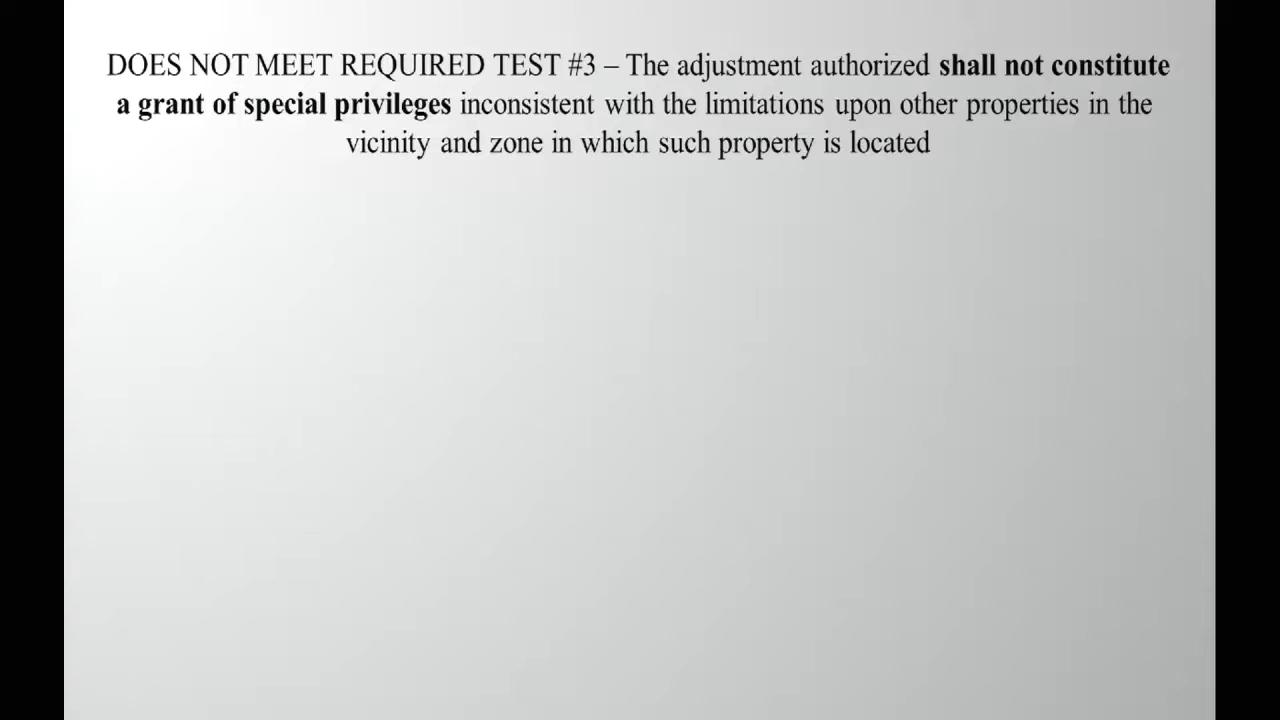 DOES NOT MEET REQUIRED TEST #3 – The adjustment authorized shall not constitute
a grant of special privileges inconsistent with the limitations upon other properties in the
vicinity and zone in which such property is located